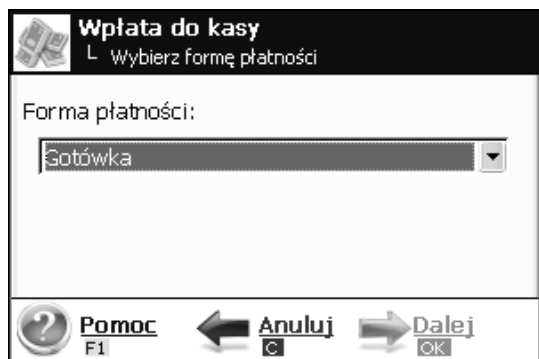 Wpłata do kasy
Wybierz formę płatności
Forma płatności:
Gotówka
Pomoc Anuluj Dalej
F1 C OK